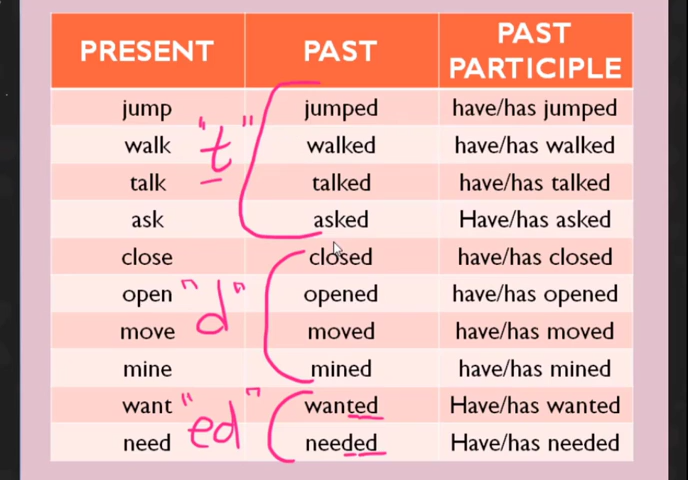 PRESENT PAST PAST PARTICIPLE
jump jumped have/has jumped
walk "t" walked have/has walked
talk talked have/has talked
ask asked Have/has asked
close closed have/has closed
open "d" opened have/has opened
move moved have/has moved
mine mined have/has mined
want "ed" wanted Have/has wanted
need needed Have/has needed